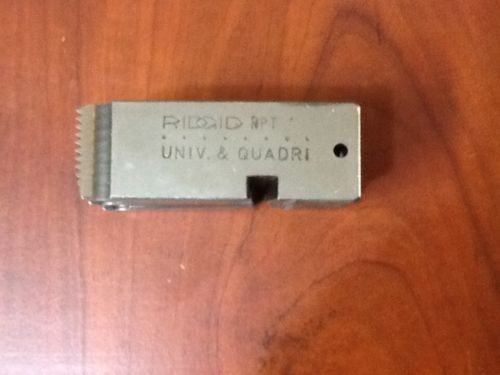 RIDGID NPT
UNIV. & QUADRI